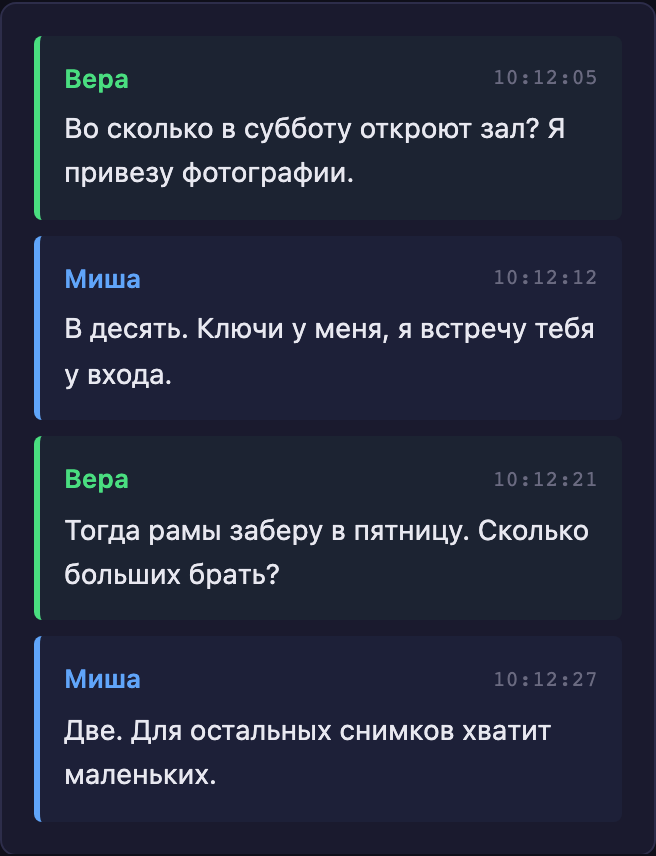 Вера 10:12:05
Во сколько в субботу откроют зал? Я
привезу фотографии.
Миша 10:12:12
В десять. Ключи у меня, я встречу тебя
у входа.
Вера 10:12:21
Тогда рамы заберу в пятницу. Сколько
больших брать?
Миша 10:12:27
Две. Для остальных снимков хватит
маленьких.